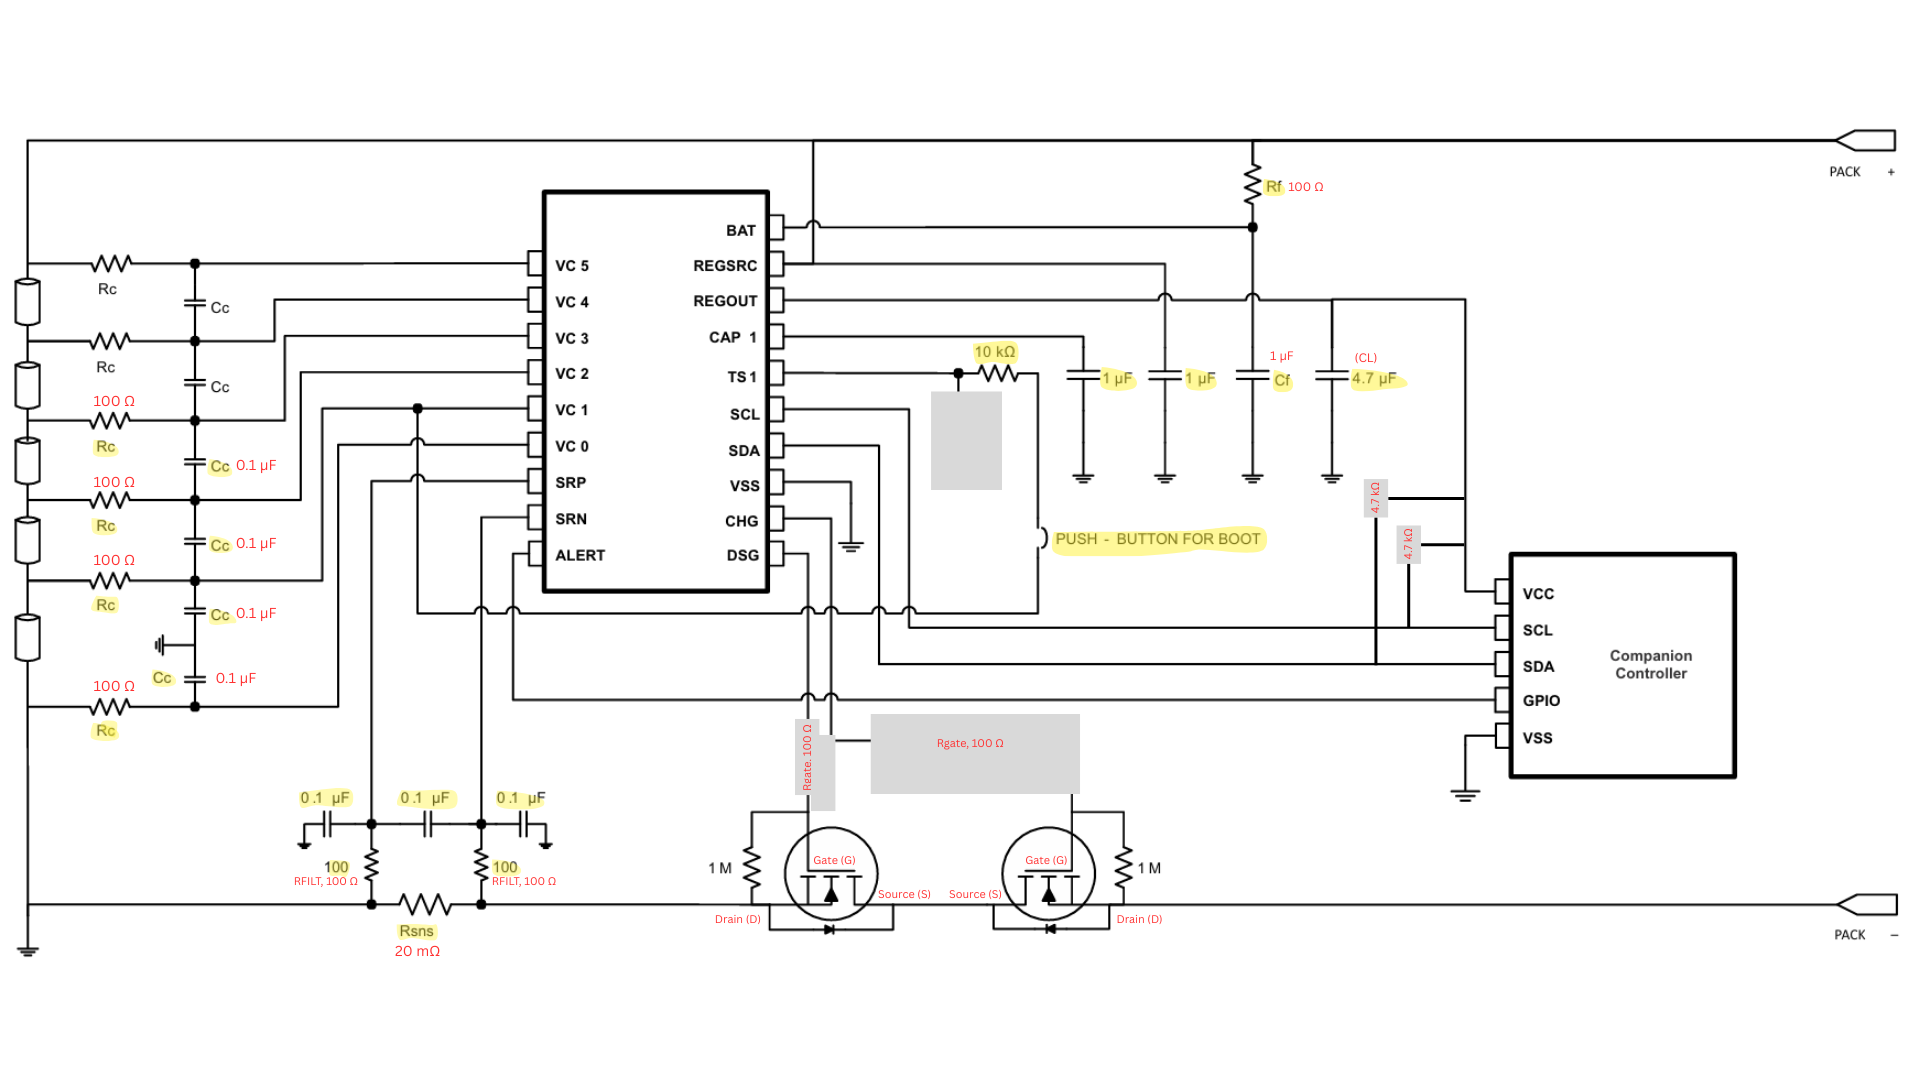 PACK +
Rf 100 Ω
BAT
VC 5
REGSRC
Rc
VC 4
REGOUT
Cc
VC 3
CAP 1
10 kΩ
1 µF
(CL)
Rc
VC 2
TS 1
1 µF
1 µF
Cf
4.7 µF
Cc
100 Ω
VC 1
SCL
Rc
VC 0
SDA
Cc 0.1 µF
100 Ω
SRP
VSS
4.7 kΩ
Rc
SRN
CHG
Cc 0.1 µF
PUSH - BUTTON FOR BOOT
4.7 kΩ
100 Ω
ALERT
DSG
Rc
Cc 0.1 µF
VCC
SCL
Companion
Controller
SDA
Cc 0.1 µF
100 Ω
GPIO
Rc
VSS
Rgate, 100 Ω
Rgate, 100 Ω
0.1 µF
0.1 µF
0.1 µF
100
RFILT, 100 Ω
100
RFILT, 100 Ω
1 M
Gate (G)
Gate (G)
1 M
Source (S)
Source (S)
Drain (D)
Drain (D)
Rsns
20 mΩ
PACK −